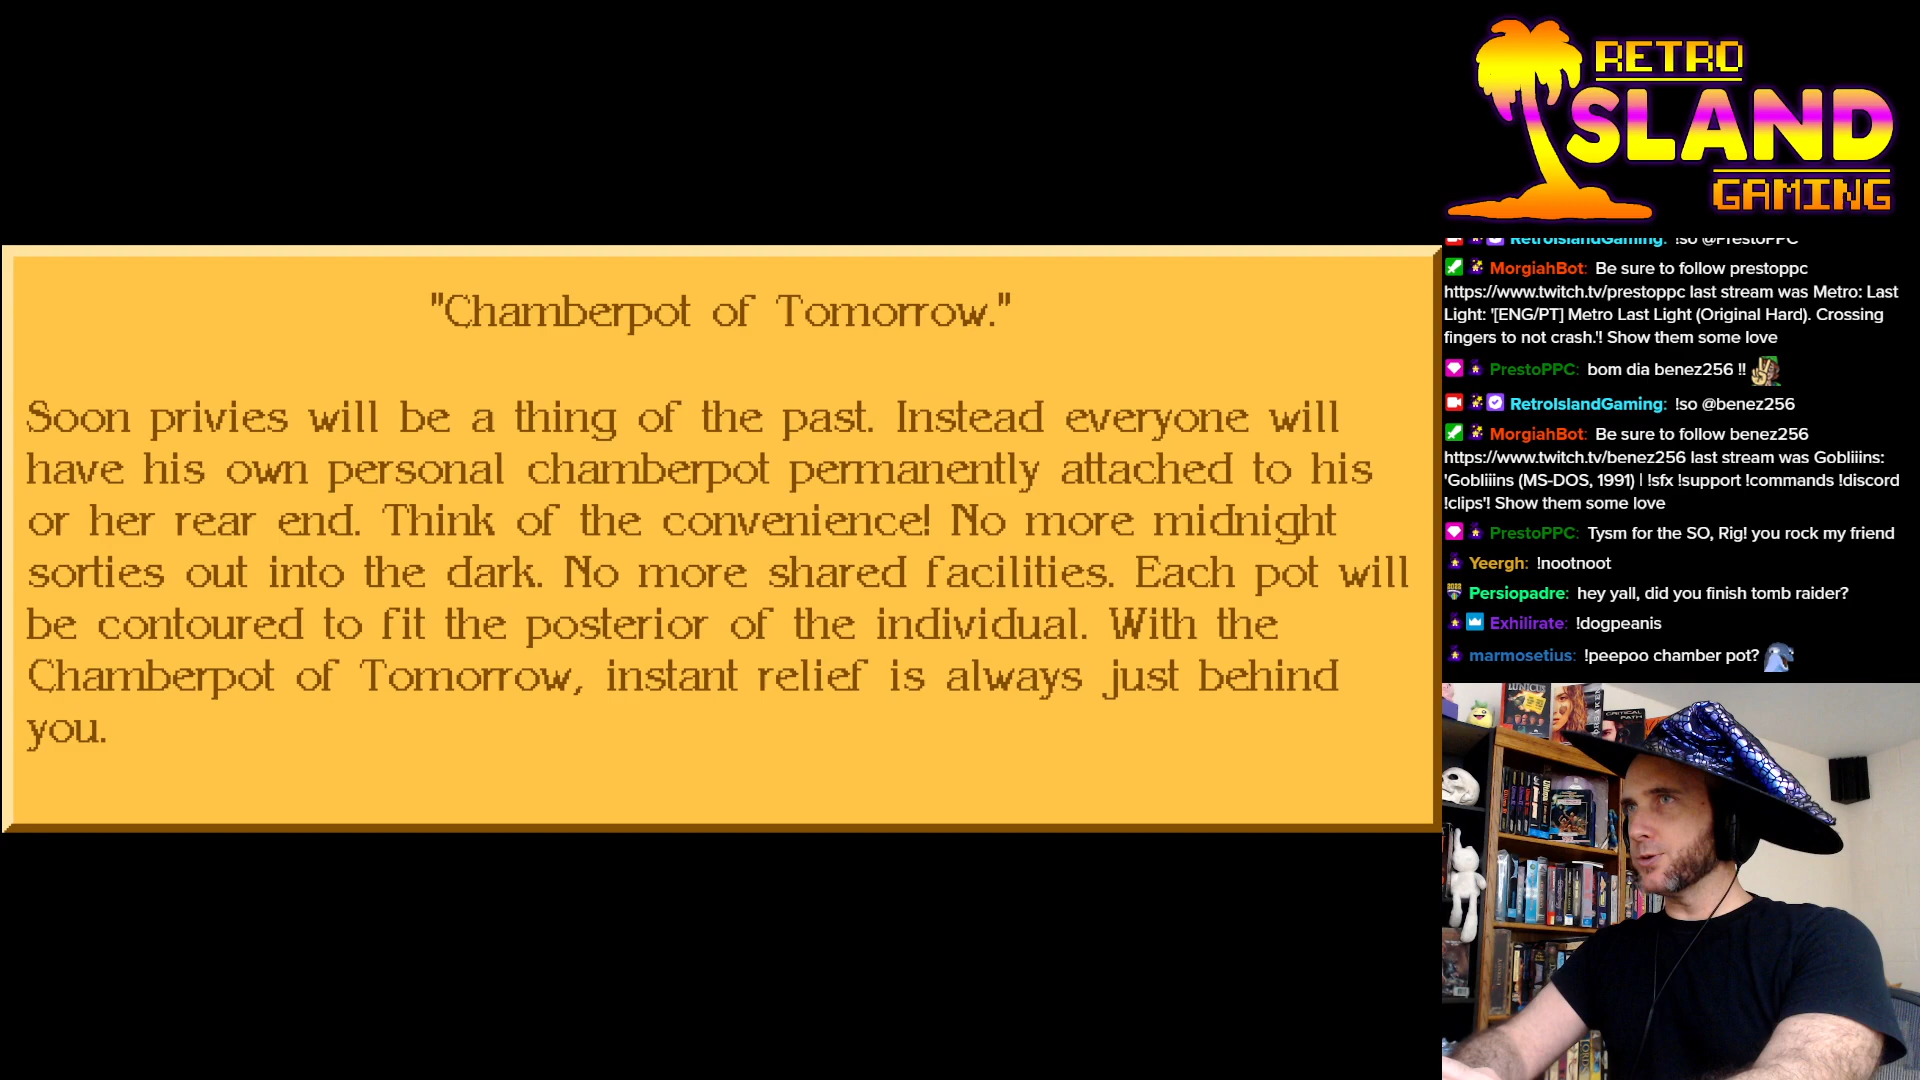 "Chamberpot of Tomorrow."
Soon privies will be a thing of the past. Instead everyone will
have his own personal chamberpot permanently attached to his
or her rear end. Think of the convenience! No more midnight
sorties out into the dark. No more shared facilities. Each pot will
be contoured to fit the posterior of the individual. With the
Chamberpot of Tomorrow, instant relief is always just behind
you.
RETRO
ISLAND
GAMING
RetroIslandGaming: !so @PrestoPPC
MorgiahBot: Be sure to follow prestoppc
https://www.twitch.tv/prestoppc last stream was Metro: Last
Light: '[ENG/PT] Metro Last Light (Original Hard). Crossing
fingers to not crash.'! Show them some love
PrestoPPC: bom dia benez256 !!
RetroIslandGaming: !so @benez256
MorgiahBot: Be sure to follow benez256
https://www.twitch.tv/benez256 last stream was Gobliiins:
'Gobliiins (MS-DOS, 1991) | !sfx !support !commands !discord
!clips'! Show them some love
PrestoPPC: Tysm for the SO, Rig! you rock my friend
Yeergh: !nootnoot
Persiopadre: hey yall, did you finish tomb raider?
Exhilirate: !dogpeanis
marmosetius: !peepoo chamber pot?
LUNICUS
CRITICAL
PATH